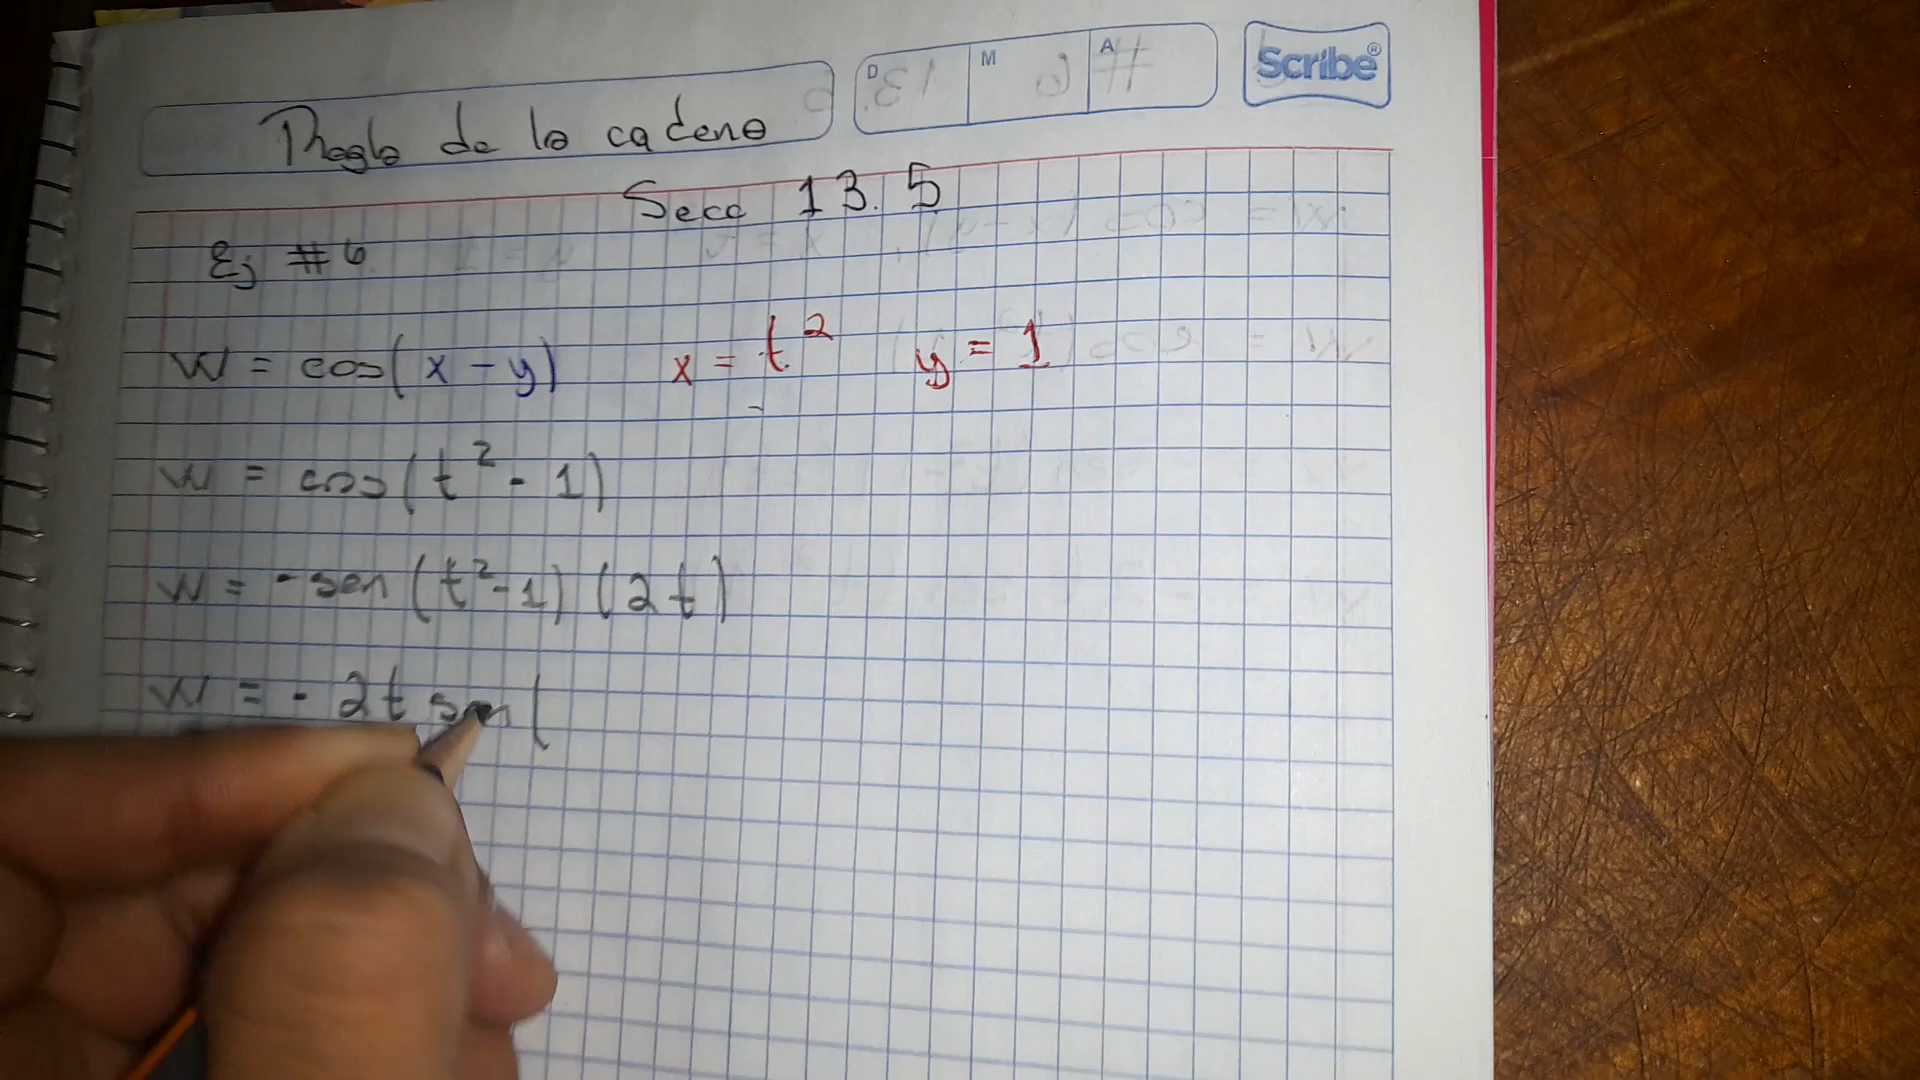 Regla de la cadena
D M A
Scribe®
Secc 13.5
Ej #6
w = cos(x - y) x = t² y = 1
w = cos(t² - 1)
w = -sen(t²-1)(2t)
w = - 2t sen(